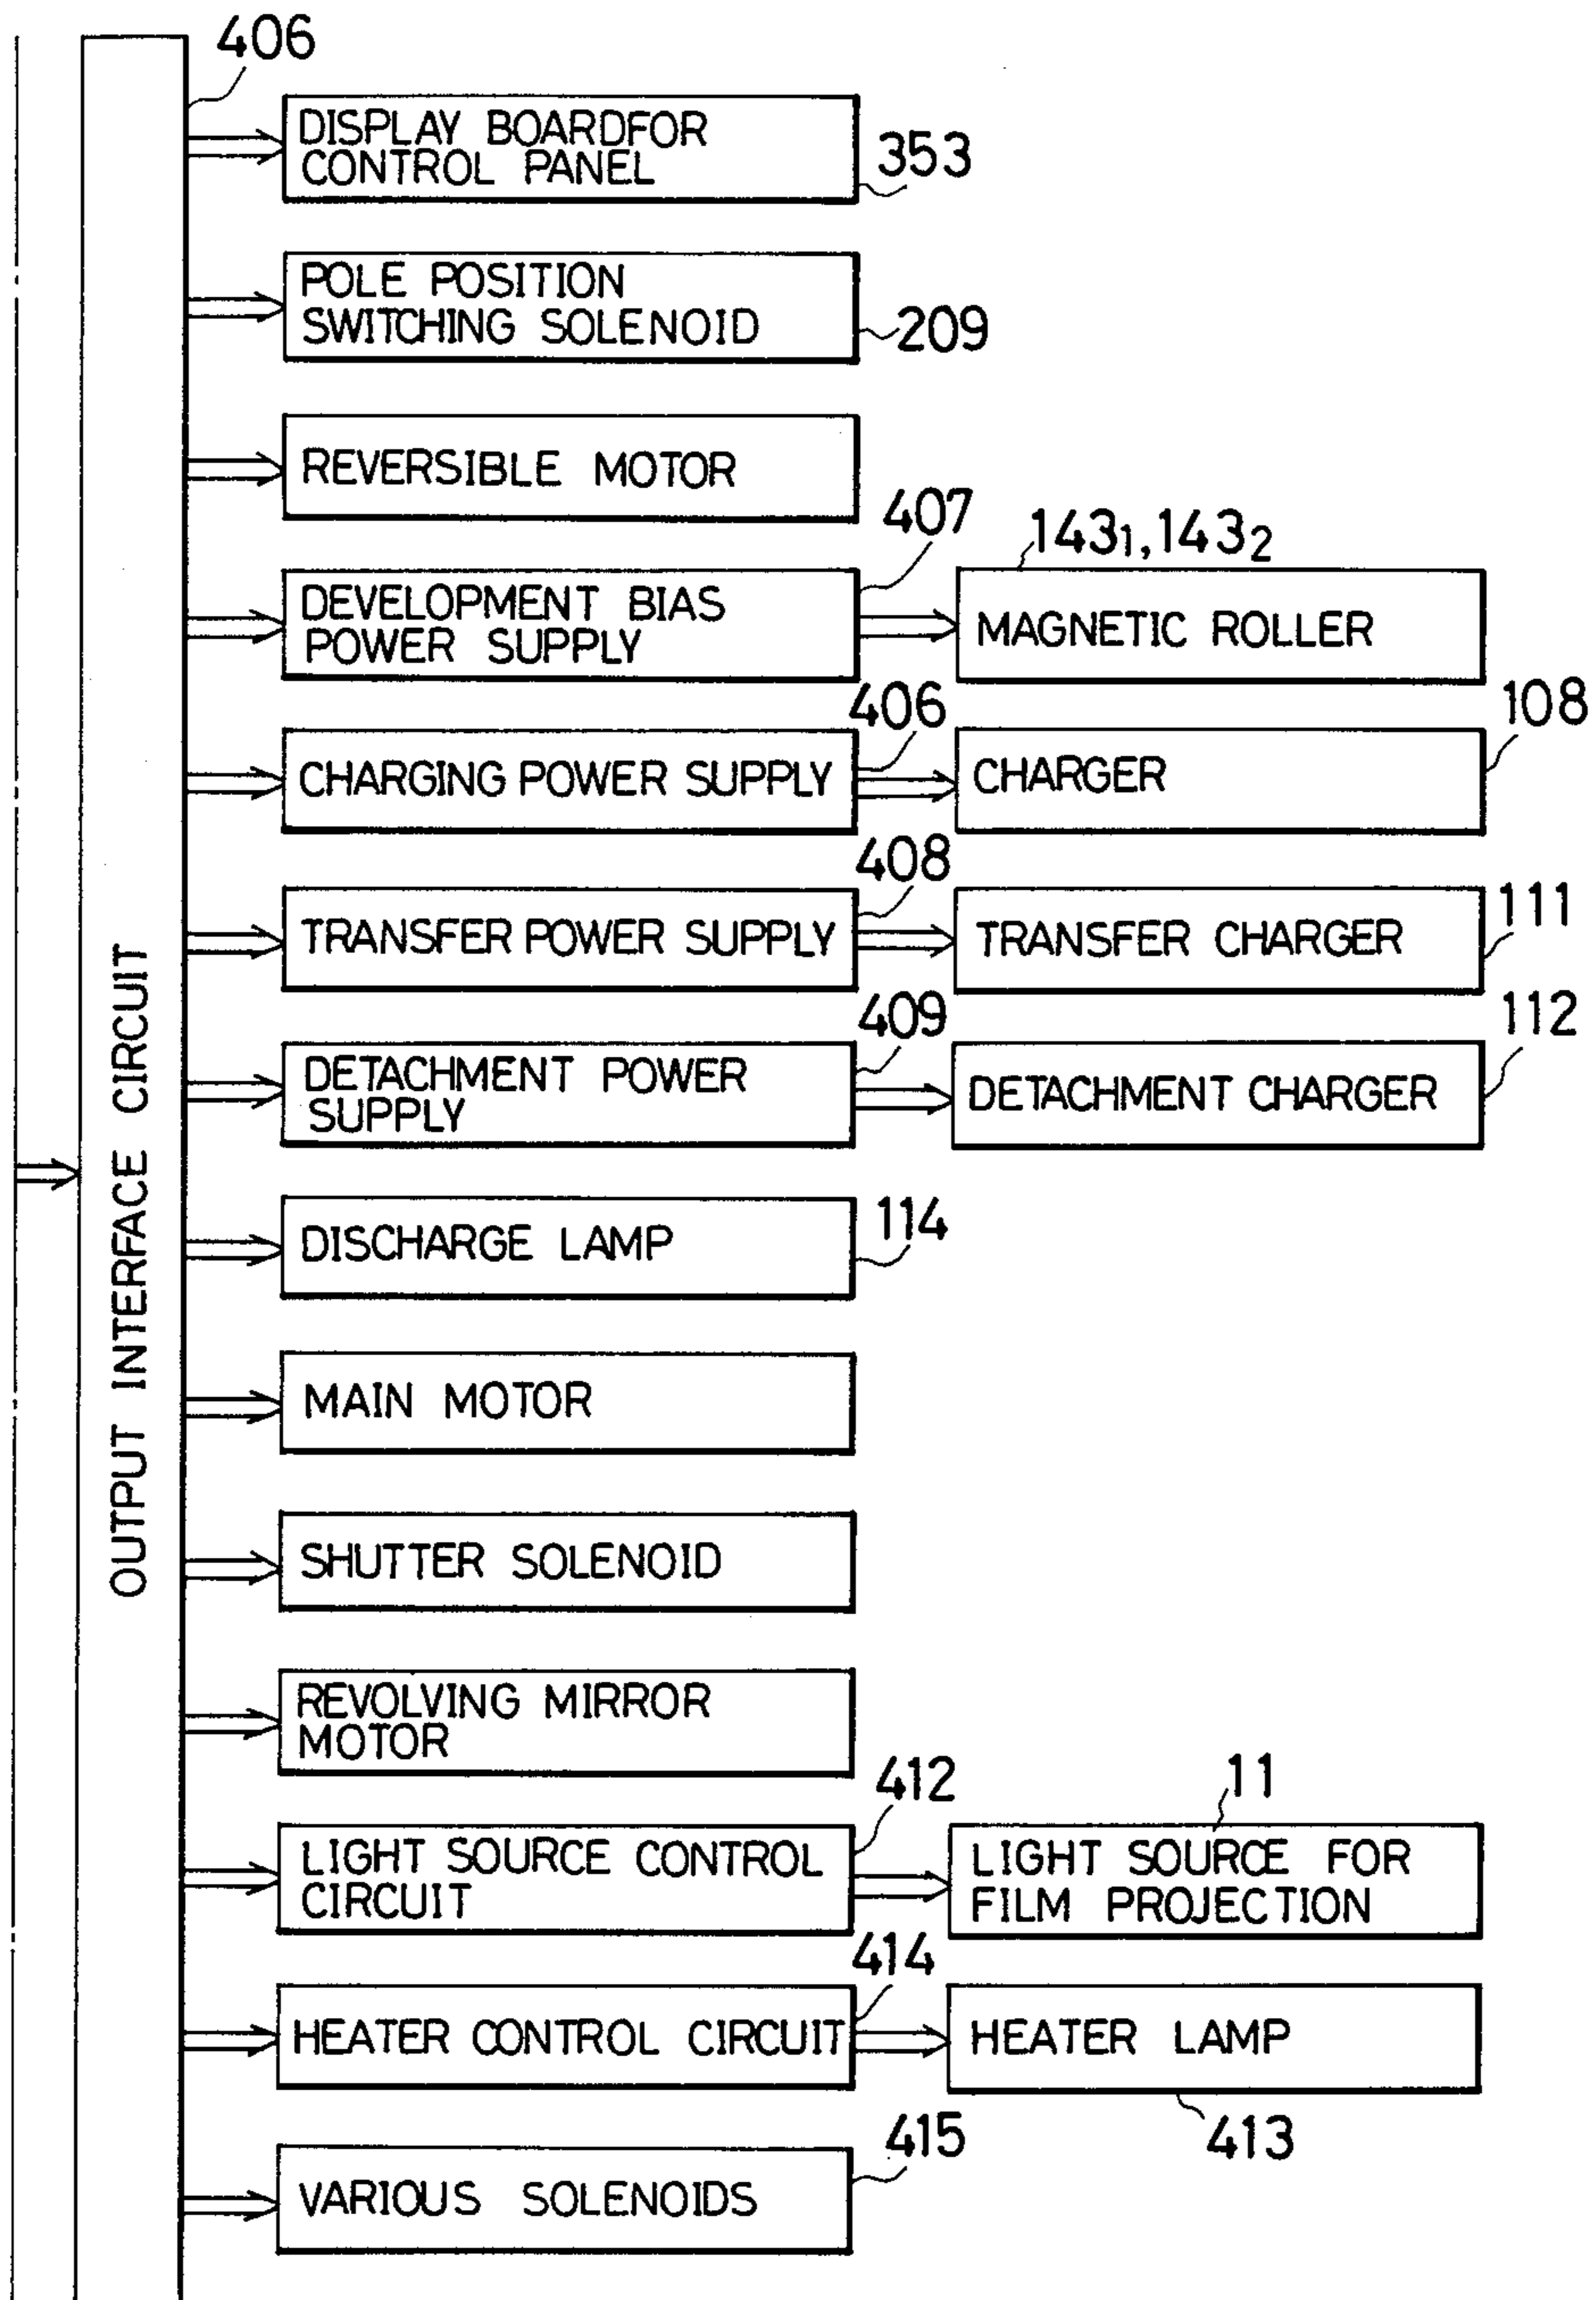 406
DISPLAY BOARDFOR
CONTROL PANEL
353
POLE POSITION
SWITCHING SOLENOID
209
REVERSIBLE MOTOR
407
143₁, 143₂
DEVELOPMENT BIAS
POWER SUPPLY
MAGNETIC ROLLER
406
108
CHARGING POWER SUPPLY
CHARGER
408
111
TRANSFER POWER SUPPLY
TRANSFER CHARGER
409
112
DETACHMENT POWER
SUPPLY
DETACHMENT CHARGER
OUTPUT INTERFACE CIRCUIT
DISCHARGE LAMP
114
MAIN MOTOR
SHUTTER SOLENOID
REVOLVING MIRROR
MOTOR
412
11
LIGHT SOURCE CONTROL
CIRCUIT
LIGHT SOURCE FOR
FILM PROJECTION
414
HEATER CONTROL CIRCUIT
HEATER LAMP
413
415
VARIOUS SOLENOIDS